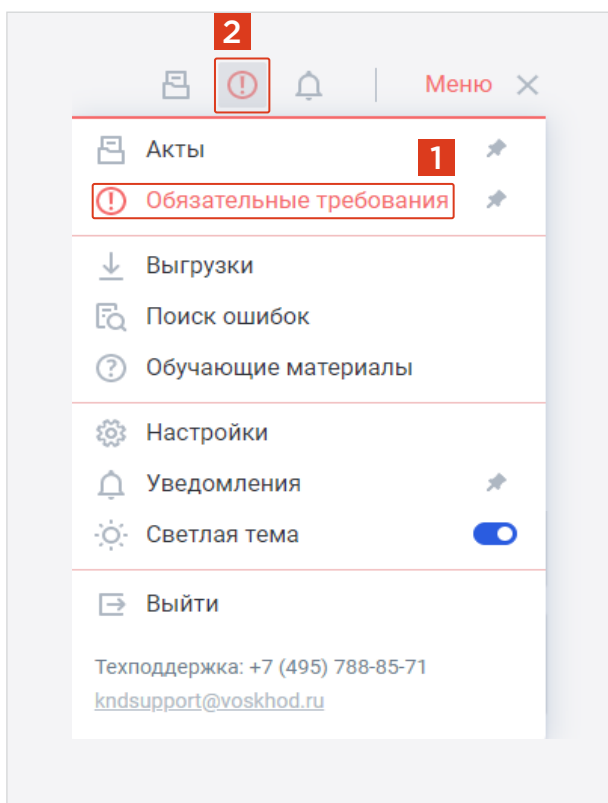 2
Меню
Акты
1
Обязательные требования
Выгрузки
Поиск ошибок
Обучающие материалы
Настройки
Уведомления
Светлая тема
Выйти
Техподдержка: +7 (495) 788-85-71
kndsupport@voskhod.ru